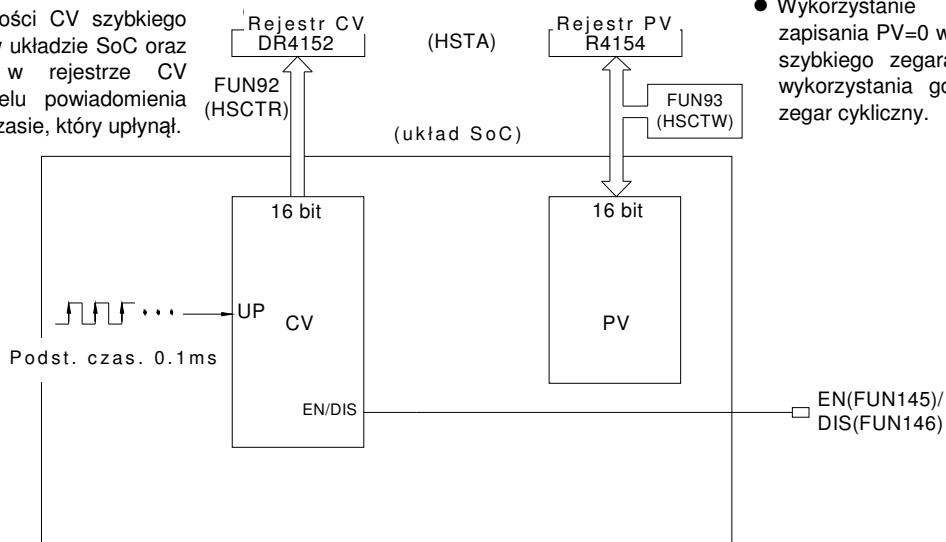 ości CV szybkiego
w układzie SoC oraz
w rejestrze CV
elu powiadomienia
zasie, który upłynął.
Rejestr CV
DR4152
(HSTA)
Rejestr PV
R4154
FUN92
(HSCTR)
FUN93
(HSCTW)
● Wykorzystanie
zapisania PV=0 w
szybkiego zegara
wykorzystania go
zegar cykliczny.
(układ SoC)
16 bit
16 bit
UP
CV
PV
Podst. czas. 0.1ms
EN/DIS
EN(FUN145)/
DIS(FUN146)